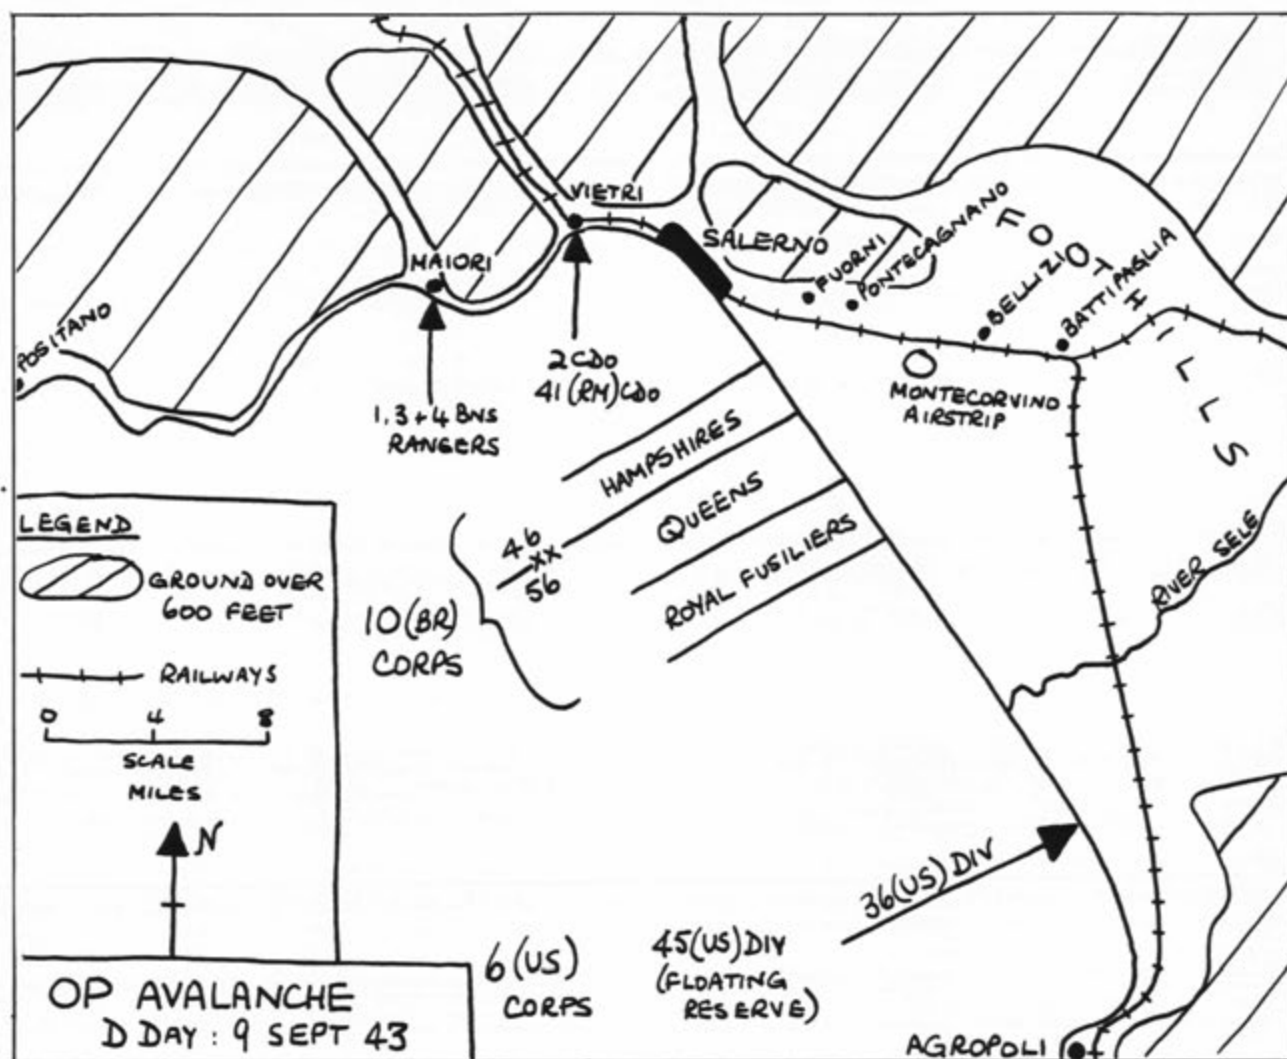 VIETRI
SALERNO
MAIORI
FUORNI
PONTECAGNANO
FOOT HILLS
BELLIZI
BATTIPAGLIA
POSITANO
2 CDO
41 (RM) CDO
MONTECORVINO
AIRSTRIP
1, 3 + 4 BNS
RANGERS
HAMPSHIRES
QUEENS
ROYAL FUSILIERS
46
XX
56
10 (BR)
CORPS
RIVER SELE
LEGEND
GROUND OVER
600 FEET
RAILWAYS
0 4 8
SCALE
MILES
N
36 (US) DIV
6 (US)
CORPS
45 (US) DIV
(FLOATING
RESERVE)
OP AVALANCHE
D DAY : 9 SEPT 43
AGROPOLI